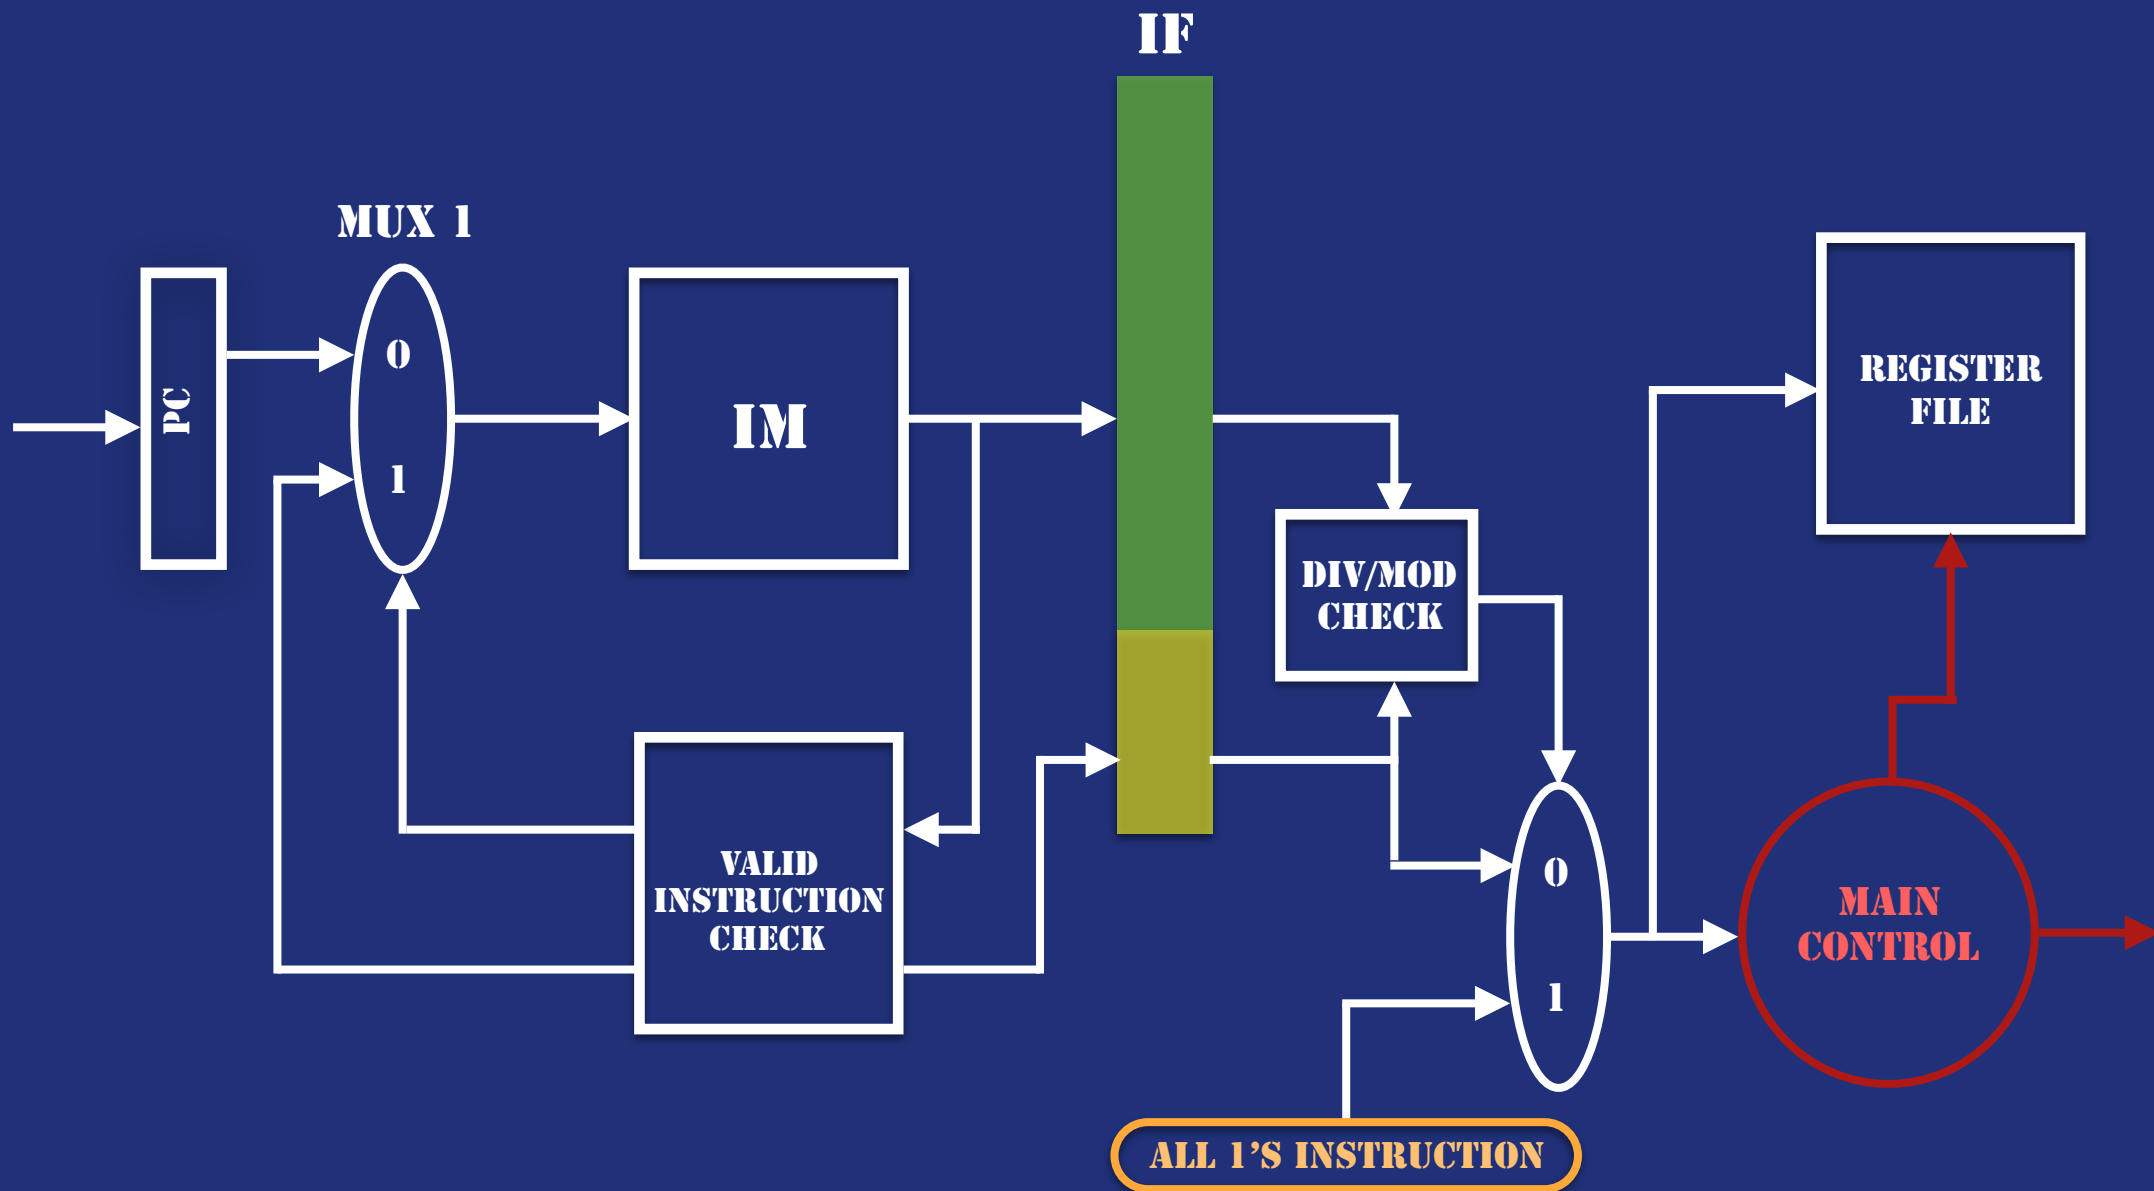 IF
MUX 1
PC
0
1
IM
REGISTER
FILE
DIV/MOD
CHECK
VALID
INSTRUCTION
CHECK
0
1
MAIN
CONTROL
ALL 1’S INSTRUCTION